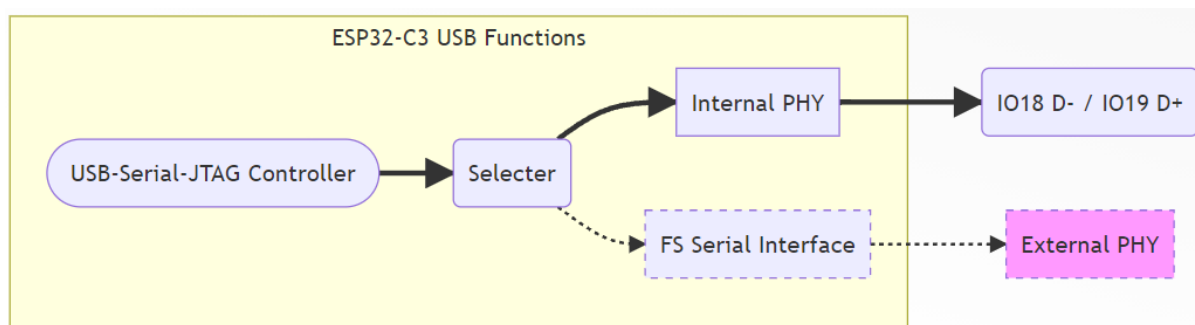 ESP32-C3 USB Functions
Internal PHY
IO18 D- / IO19 D+
USB-Serial-JTAG Controller
Selecter
FS Serial Interface
External PHY